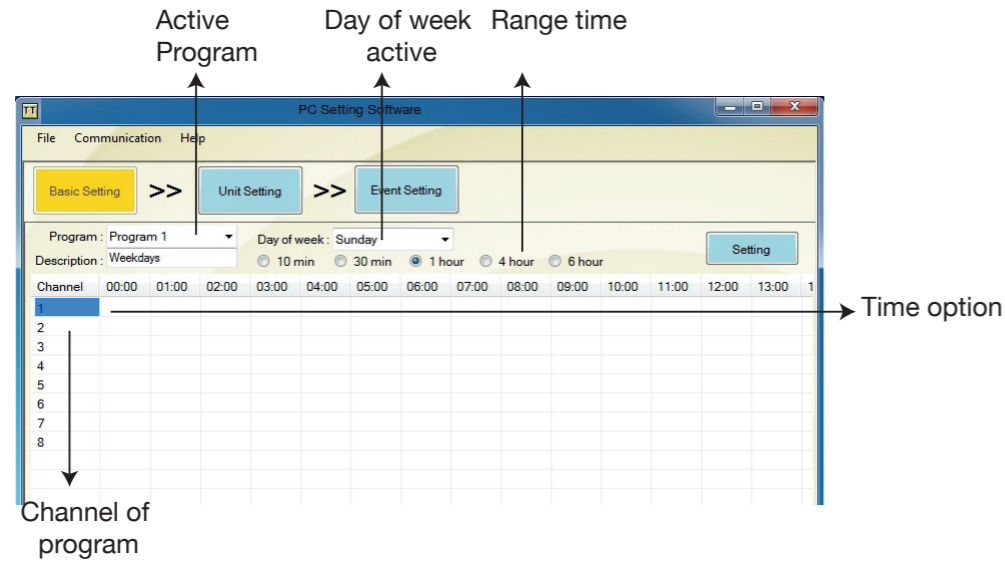 Active
Program
Day of week
active
Range time
TT
PC Setting Software
File Communication Help
Basic Setting >> Unit Setting >> Event Setting
Program : Program 1 Day of week : Sunday
Description : Weekdays 10 min 30 min 1 hour 4 hour 6 hour
Setting
Channel 00:00 01:00 02:00 03:00 04:00 05:00 06:00 07:00 08:00 09:00 10:00 11:00 12:00 13:00 1
1
Time option
2
3
4
5
6
7
8
Channel of
program